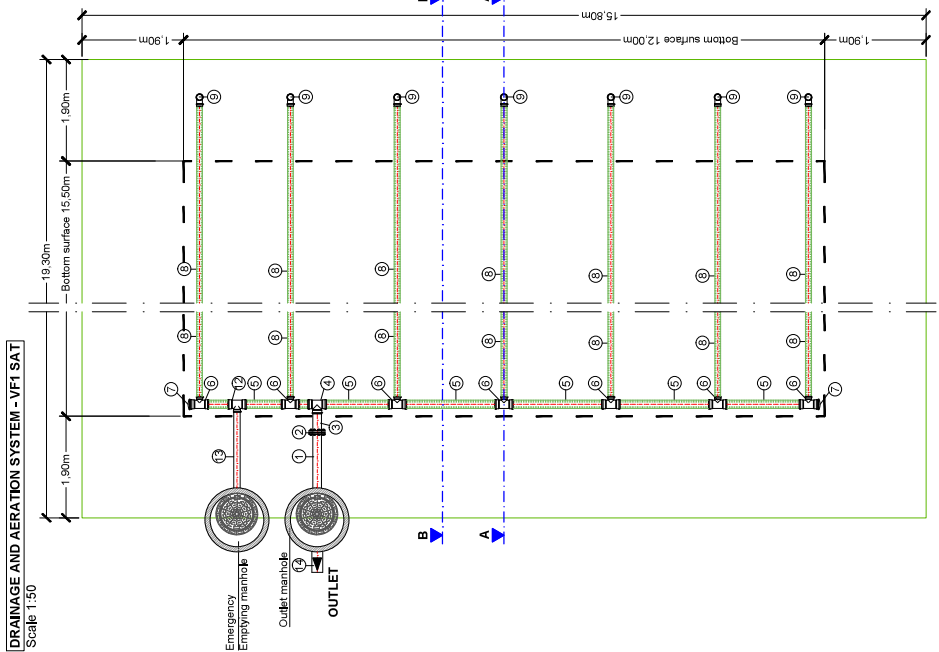 DRAINAGE AND AERATION SYSTEM - VF1 SAT
Scale 1:50
B
A
15,80m
1,90m
Bottom surface 12,00m
1,90m
19,30m
1,90m
Bottom surface 15,50m
1,90m
9
9
9
9
9
9
9
8
8
8
8
8
8
8
8
8
8
8
8
8
8
7
6
12
5
6
4
5
6
5
6
5
6
5
6
5
6
7
2
3
13
1
14
B
A
Emergency
Emptying manhole
Outlet manhole
OUTLET